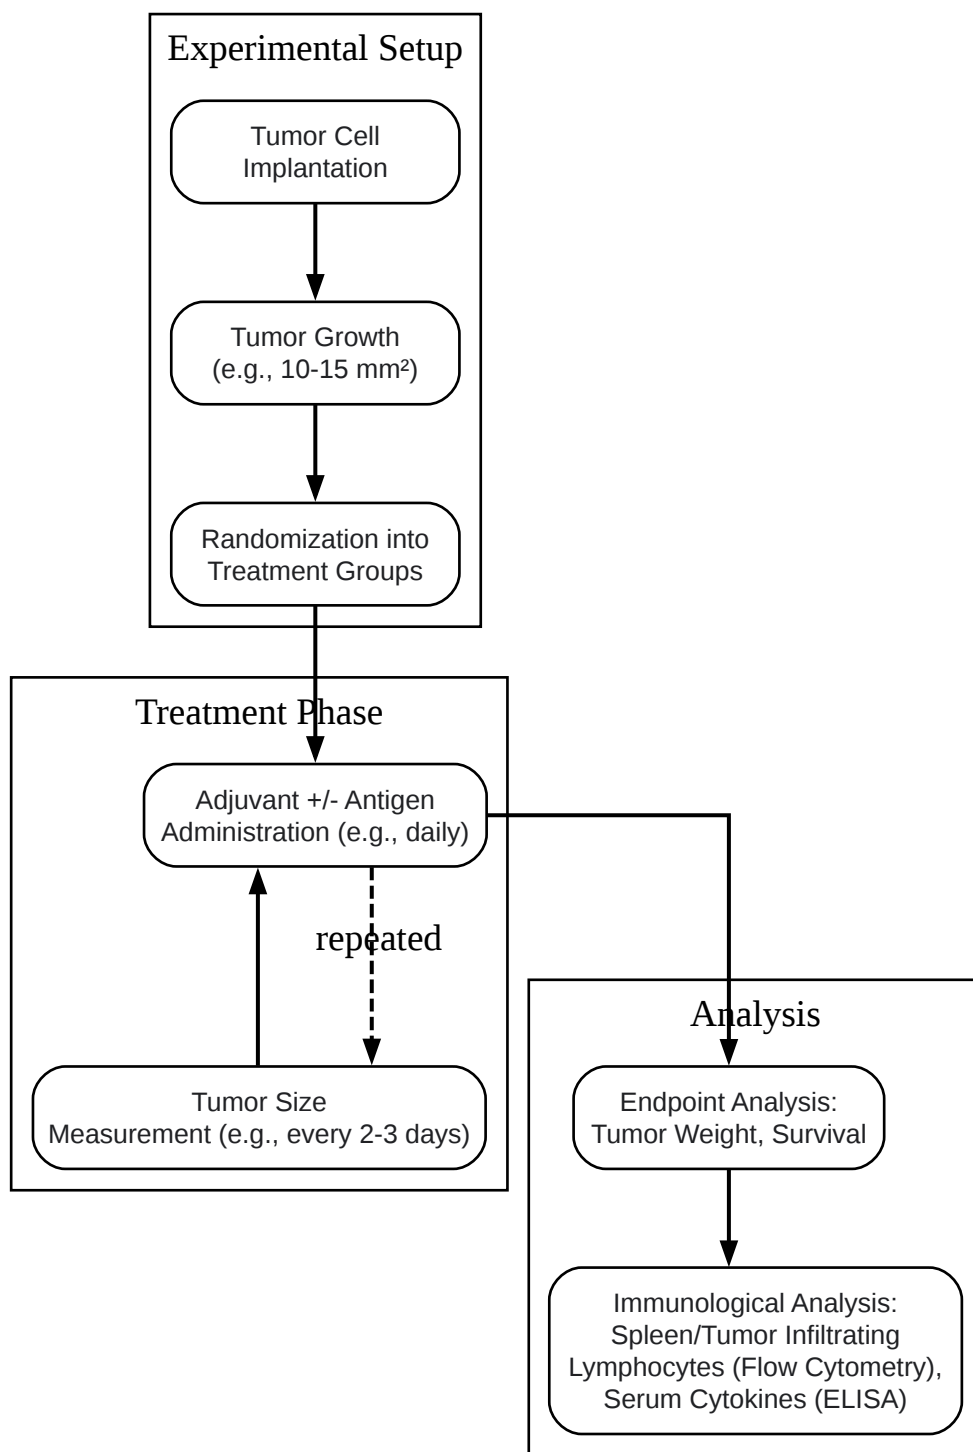 Experimental Setup
Tumor Cell
Implantation
Tumor Growth
(e.g., 10-15 mm²)
Randomization into
Treatment Groups
Treatment Phase
Adjuvant +/- Antigen
Administration (e.g., daily)
repeated
Tumor Size
Measurement (e.g., every 2-3 days)
Analysis
Endpoint Analysis:
Tumor Weight, Survival
Immunological Analysis:
Spleen/Tumor Infiltrating
Lymphocytes (Flow Cytometry),
Serum Cytokines (ELISA)